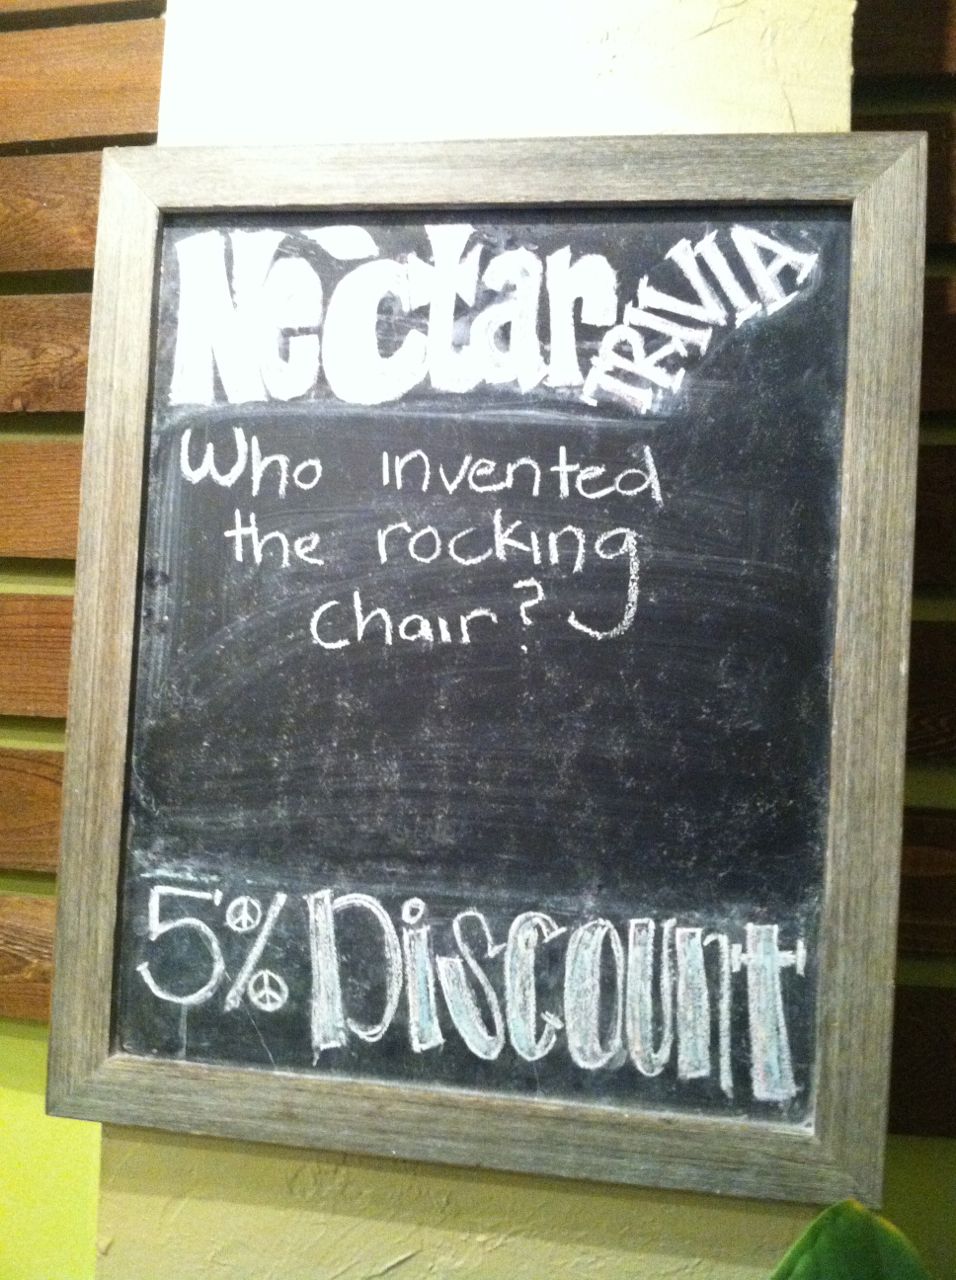 Nectar TRIVIA
Who invented
the rocking
chair?
5% Discount